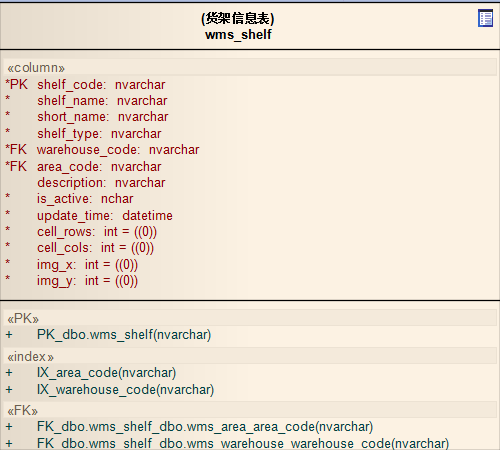 (货架信息表)
wms_shelf
«column»
*PK shelf_code: nvarchar
* shelf_name: nvarchar
* short_name: nvarchar
* shelf_type: nvarchar
*FK warehouse_code: nvarchar
*FK area_code: nvarchar
description: nvarchar
* is_active: nchar
* update_time: datetime
* cell_rows: int = ((0))
* cell_cols: int = ((0))
* img_x: int = ((0))
* img_y: int = ((0))
«PK»
+ PK_dbo.wms_shelf(nvarchar)
«index»
+ IX_area_code(nvarchar)
+ IX_warehouse_code(nvarchar)
«FK»
+ FK_dbo.wms_shelf_dbo.wms_area_area_code(nvarchar)
+ FK_dbo.wms_shelf_dbo.wms_warehouse_warehouse_code(nvarchar)